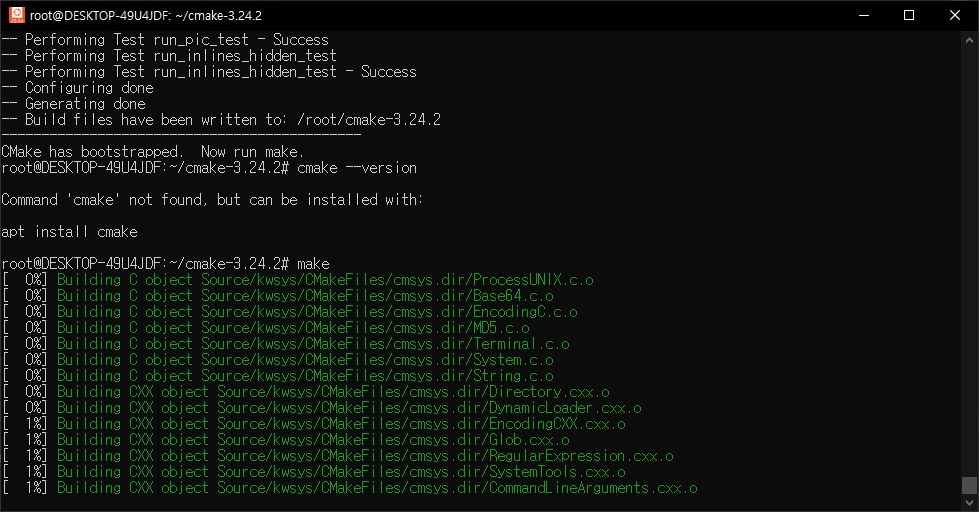 root@DESKTOP-49U4JDF: ~/cmake-3.24.2
-- Performing Test run_pic_test - Success
-- Performing Test run_inlines_hidden_test
-- Performing Test run_inlines_hidden_test - Success
-- Configuring done
-- Generating done
-- Build files have been written to: /root/cmake-3.24.2
---------------------------------------------
CMake has bootstrapped.  Now run make.
root@DESKTOP-49U4JDF:~/cmake-3.24.2# cmake --version
Command 'cmake' not found, but can be installed with:
apt install cmake
root@DESKTOP-49U4JDF:~/cmake-3.24.2# make
[  0%] Building C object Source/kwsys/CMakeFiles/cmsys.dir/ProcessUNIX.c.o
[  0%] Building C object Source/kwsys/CMakeFiles/cmsys.dir/Base64.c.o
[  0%] Building C object Source/kwsys/CMakeFiles/cmsys.dir/EncodingC.c.o
[  0%] Building C object Source/kwsys/CMakeFiles/cmsys.dir/MD5.c.o
[  0%] Building C object Source/kwsys/CMakeFiles/cmsys.dir/Terminal.c.o
[  0%] Building C object Source/kwsys/CMakeFiles/cmsys.dir/System.c.o
[  0%] Building C object Source/kwsys/CMakeFiles/cmsys.dir/String.c.o
[  0%] Building CXX object Source/kwsys/CMakeFiles/cmsys.dir/Directory.cxx.o
[  0%] Building CXX object Source/kwsys/CMakeFiles/cmsys.dir/DynamicLoader.cxx.o
[  1%] Building CXX object Source/kwsys/CMakeFiles/cmsys.dir/EncodingCXX.cxx.o
[  1%] Building CXX object Source/kwsys/CMakeFiles/cmsys.dir/Glob.cxx.o
[  1%] Building CXX object Source/kwsys/CMakeFiles/cmsys.dir/RegularExpression.cxx.o
[  1%] Building CXX object Source/kwsys/CMakeFiles/cmsys.dir/SystemTools.cxx.o
[  1%] Building CXX object Source/kwsys/CMakeFiles/cmsys.dir/CommandLineArguments.cxx.o